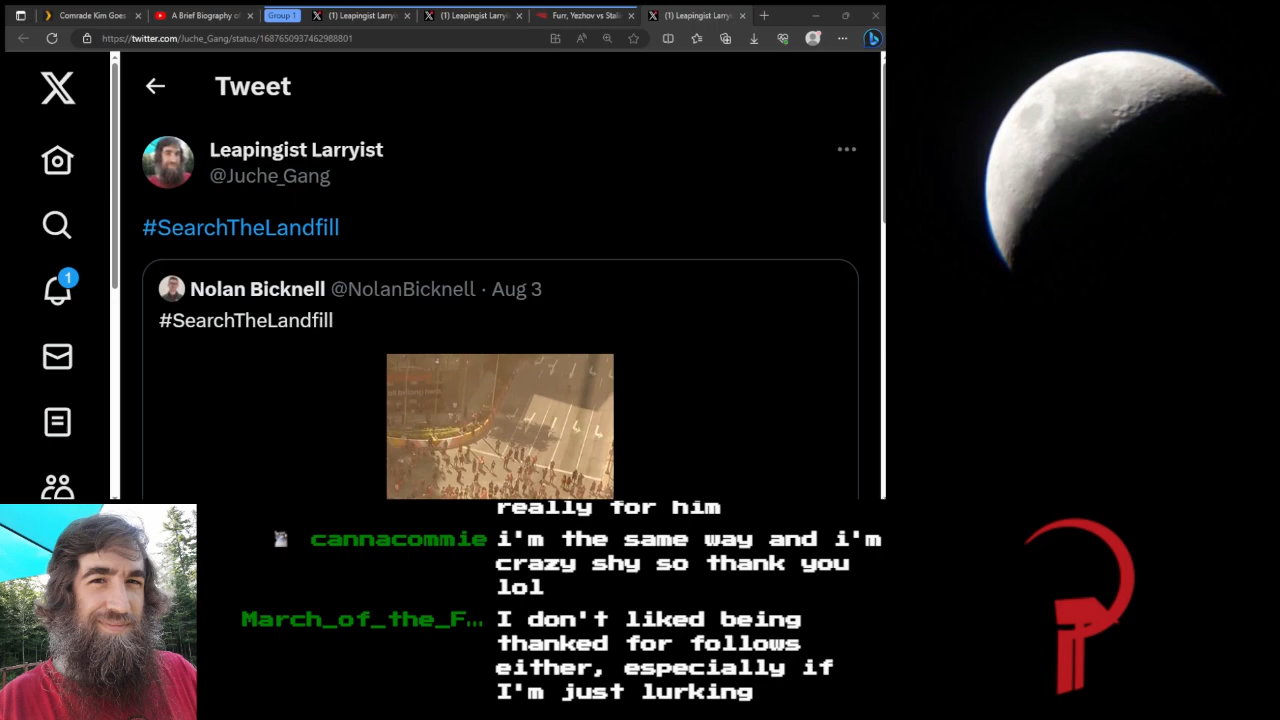 Comrade Kim Goes
A Brief Biography of
Group 1
(1) Leapingist Larry
(1) Leapingist Larry
Furr, Yezhov vs Stali
(1) Leapingist Larry
https://twitter.com/Juche_Gang/status/1687650937462988801
Tweet
Leapingist Larryist
@Juche_Gang
#SearchTheLandfill
1
Nolan Bicknell @NolanBicknell · Aug 3
#SearchTheLandfill
really for him
cannacommie i'm the same way and i'm
crazy shy so thank you
lol
March_of_the_F... I don't liked being
thanked for follows
either, especially if
I'm just lurking